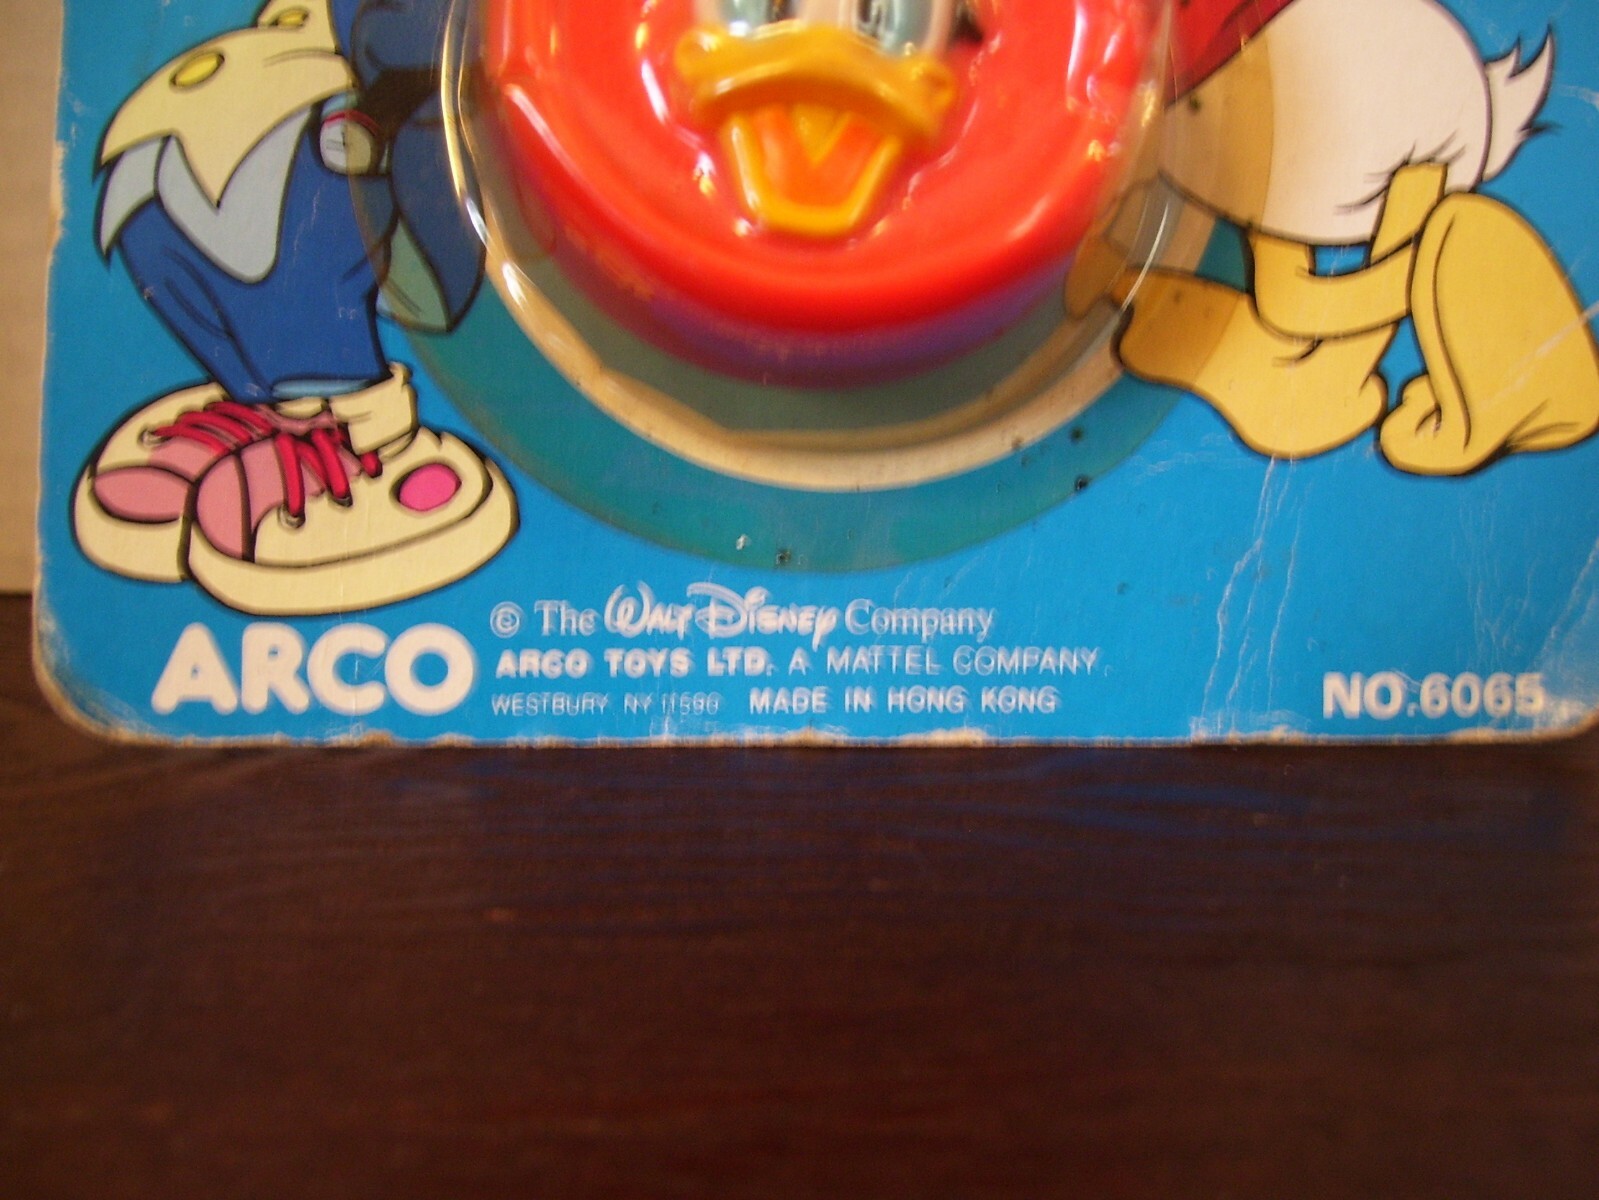 ARCO
© The Walt Disney Company
ARCO TOYS LTD. A MATTEL COMPANY
WESTBURY NY 11590 MADE IN HONG KONG
NO.6065